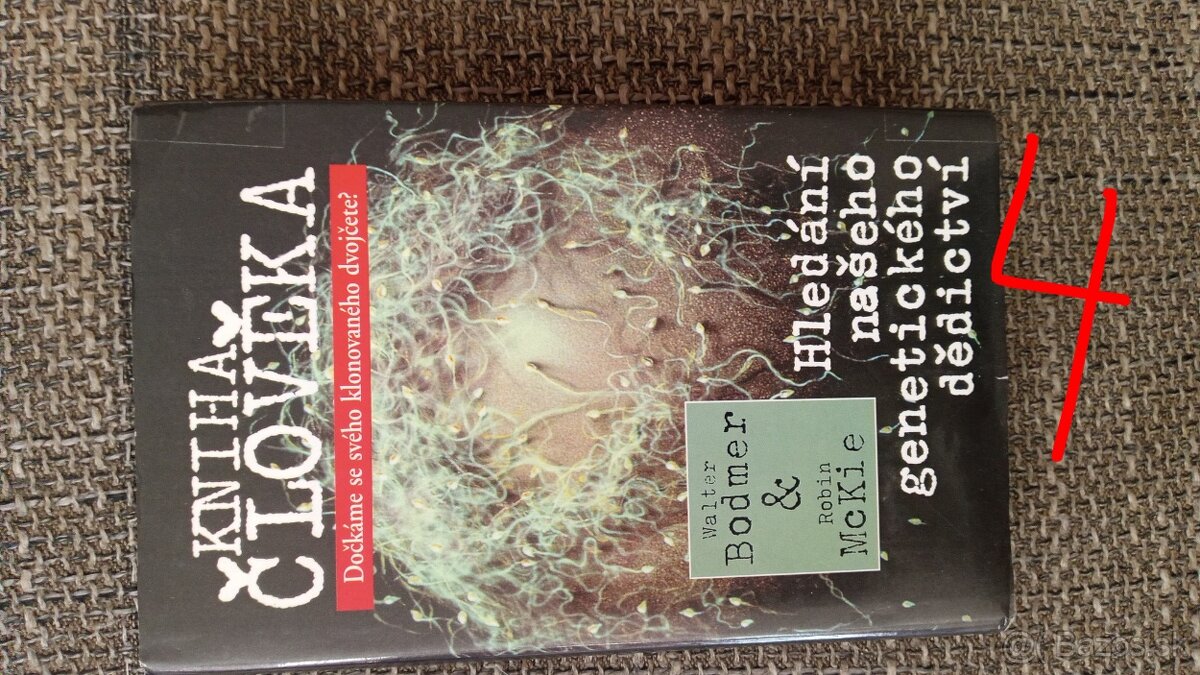 KNIHA
ČLOVĚKA
Dočkáme se svého klonovaného dvojčete?
Walter
Bodmer
&
Robin
McKie
Hledání
našeho
genetického
dědictví
4
Bazos.sk